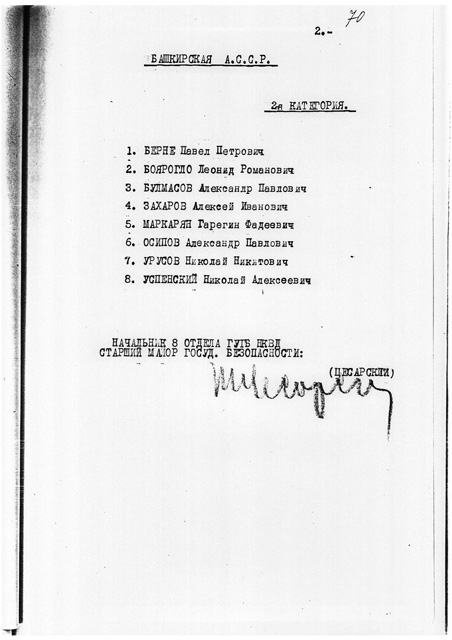 70
2.-
БАШКИРСКАЯ А.С.С.Р.
2я КАТЕГОРИЯ.
1. БЕРНЕ Павел Петрович
2. БОЯРОГЛО Леонид Романович
3. БУЛМАСОВ Александр Павлович
4. ЗАХАРОВ Алексей Иванович
5. МАРКАРЯН Гарегин Фадеевич
6. ОСИПОВ Александр Павлович
7. УРУСОВ Николай Никитович
8. УСПЕНСКИЙ Николай Алексеевич
НАЧАЛЬНИК 8 ОТДЕЛА ГУГБ НКВД
СТАРШИЙ МАЙОР ГОСУД. БЕЗОПАСНОСТИ:
(ЦЕСАРСКИЙ)